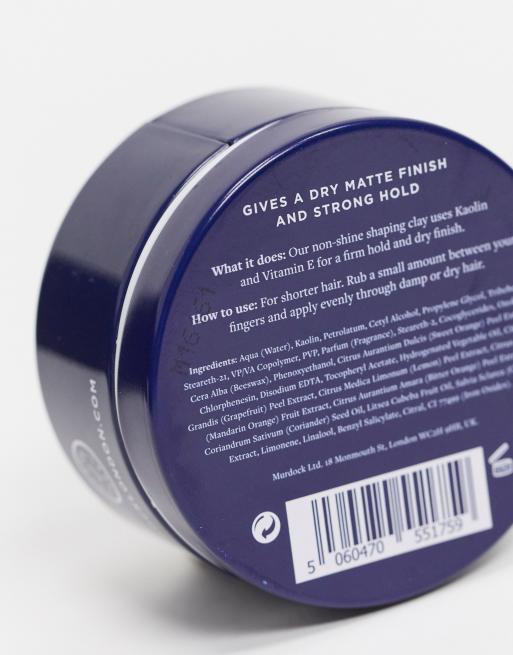 GIVES A DRY MATTE FINISH
AND STRONG HOLD
What it does: Our non-shine shaping clay uses Kaolin
and Vitamin E for a firm hold and dry finish.
How to use: For shorter hair. Rub a small amount between your
fingers and apply evenly through damp or dry hair.
Ingredients: Aqua (Water), Kaolin, Petrolatum, Cetyl Alcohol, Propylene Glycol,
Steareth-21, VP/VA Copolymer, PVP, Parfum (Fragrance), Steareth-2, Cocoglycerides,
Cera Alba (Beeswax), Phenoxyethanol, Citrus Aurantium Dulcis (Sweet Orange) Peel
Chlorphenesin, Disodium EDTA, Tocopheryl Acetate, Hydrogenated Vegetable Oil,
Grandis (Grapefruit) Peel Extract, Citrus Medica Limonum (Lemon) Peel Extract,
(Mandarin Orange) Fruit Extract, Citrus Aurantium Amara (Bitter Orange) Peel
Coriandrum Sativum (Coriander) Seed Oil, Litsea Cubeba Fruit Oil, Salvia
Extract, Limonene, Linalool, Benzyl Salicylate, Citral, CI 77499 (Iron Oxides)
Murdock Ltd. 18 Monmouth St, London WC2H 9HB, UK.
5 060470 551759
LONDON.COM